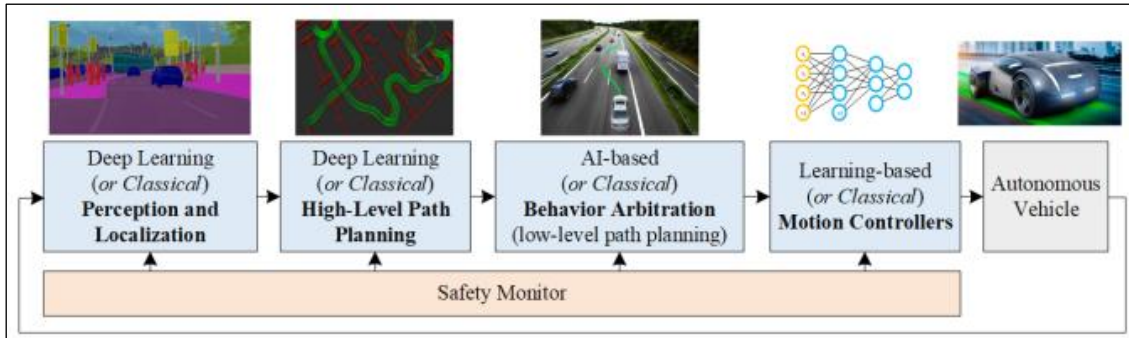 Deep Learning
(or Classical)
Perception and
Localization
Deep Learning
(or Classical)
High-Level Path
Planning
AI-based
(or Classical)
Behavior Arbitration
(low-level path planning)
Learning-based
(or Classical)
Motion Controllers
Autonomous
Vehicle
Safety Monitor